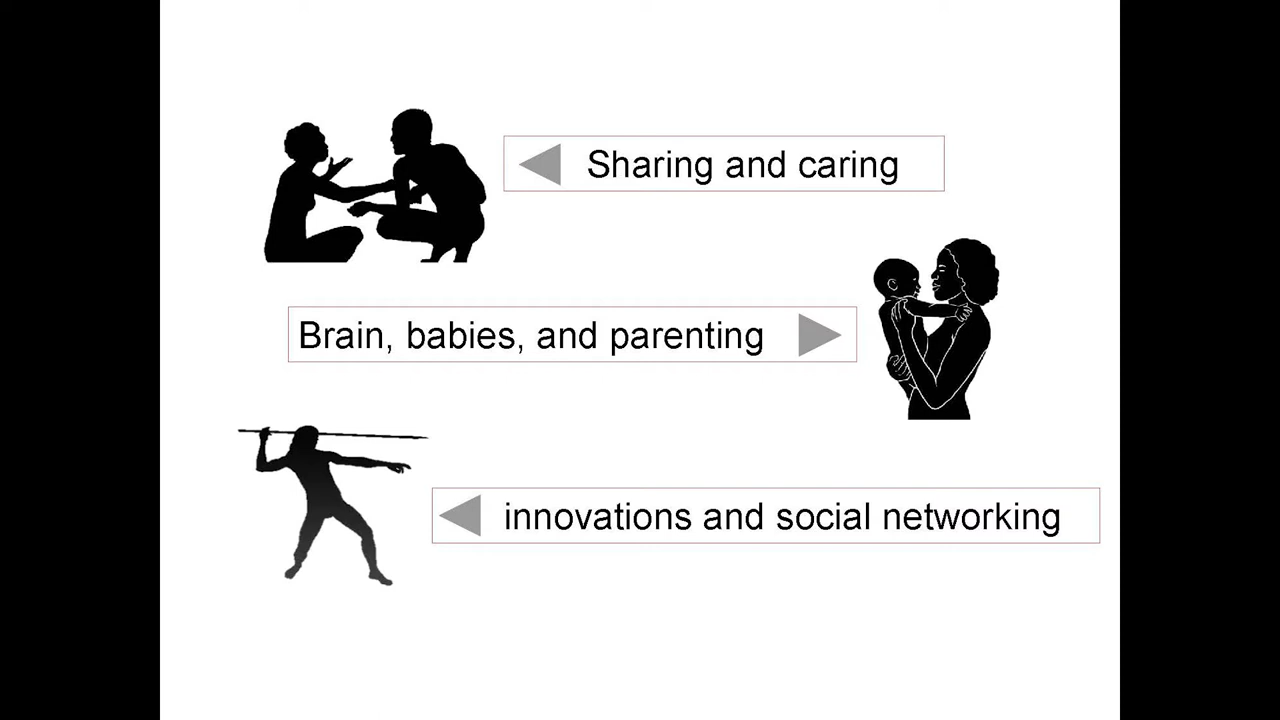 Sharing and caring
Brain, babies, and parenting
innovations and social networking